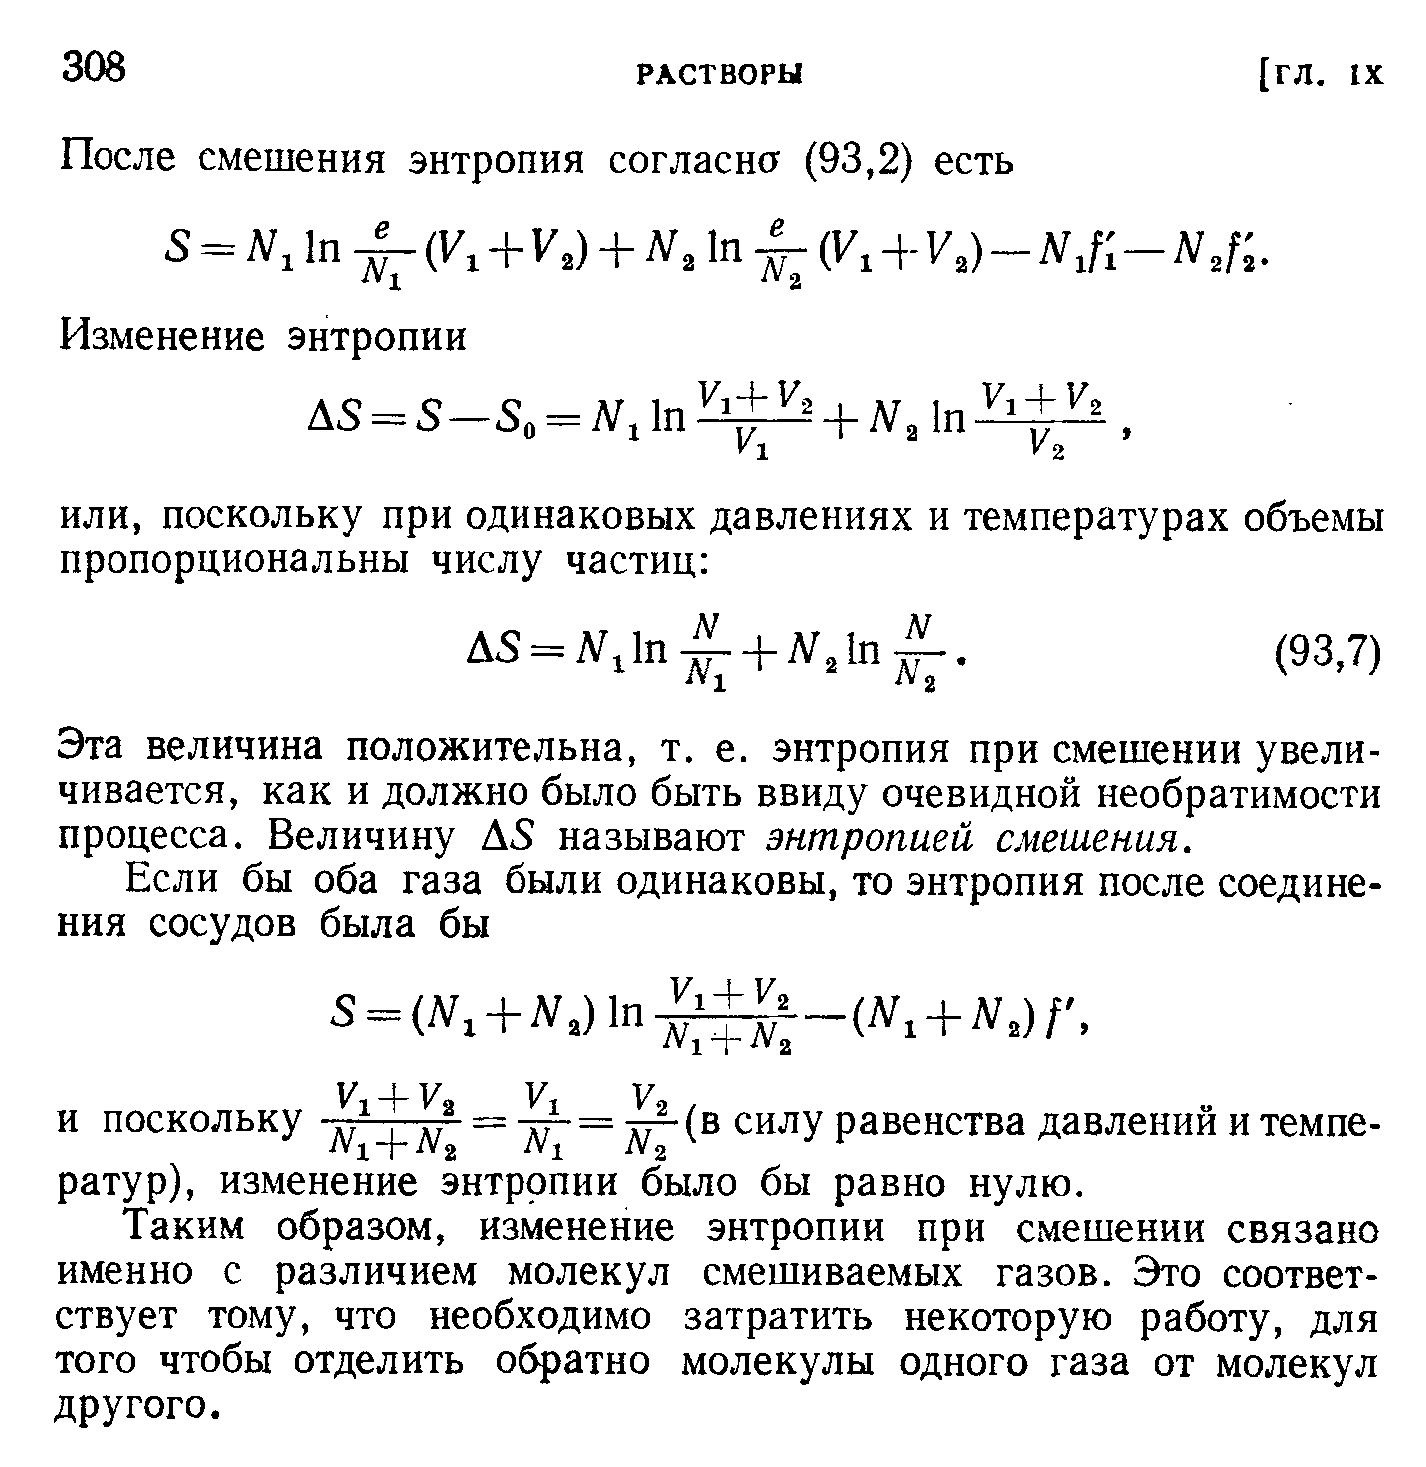 308 РАСТВОРЫ [ГЛ. IX
После смешения энтропия согласно (93,2) есть
S = N₁ ln e/N₁ (V₁ + V₂) + N₂ ln e/N₂ (V₁ + V₂) — N₁f′₁ — N₂f′₂.
Изменение энтропии
ΔS = S — S₀ = N₁ ln (V₁ + V₂)/V₁ + N₂ ln (V₁ + V₂)/V₂ ,
или, поскольку при одинаковых давлениях и температурах объемы
пропорциональны числу частиц:
ΔS = N₁ ln N/N₁ + N₂ ln N/N₂ . (93,7)
Эта величина положительна, т. е. энтропия при смешении увели-
чивается, как и должно было быть ввиду очевидной необратимости
процесса. Величину ΔS называют энтропией смешения.
Если бы оба газа были одинаковы, то энтропия после соедине-
ния сосудов была бы
S = (N₁ + N₂) ln (V₁ + V₂)/(N₁ + N₂) — (N₁ + N₂) f′,
и поскольку (V₁ + V₂)/(N₁ + N₂) = V₁/N₁ = V₂/N₂ (в силу равенства давлений и темпе-
ратур), изменение энтропии было бы равно нулю.
Таким образом, изменение энтропии при смешении связано
именно с различием молекул смешиваемых газов. Это соответ-
ствует тому, что необходимо затратить некоторую работу, для
того чтобы отделить обратно молекулы одного газа от молекул
другого.